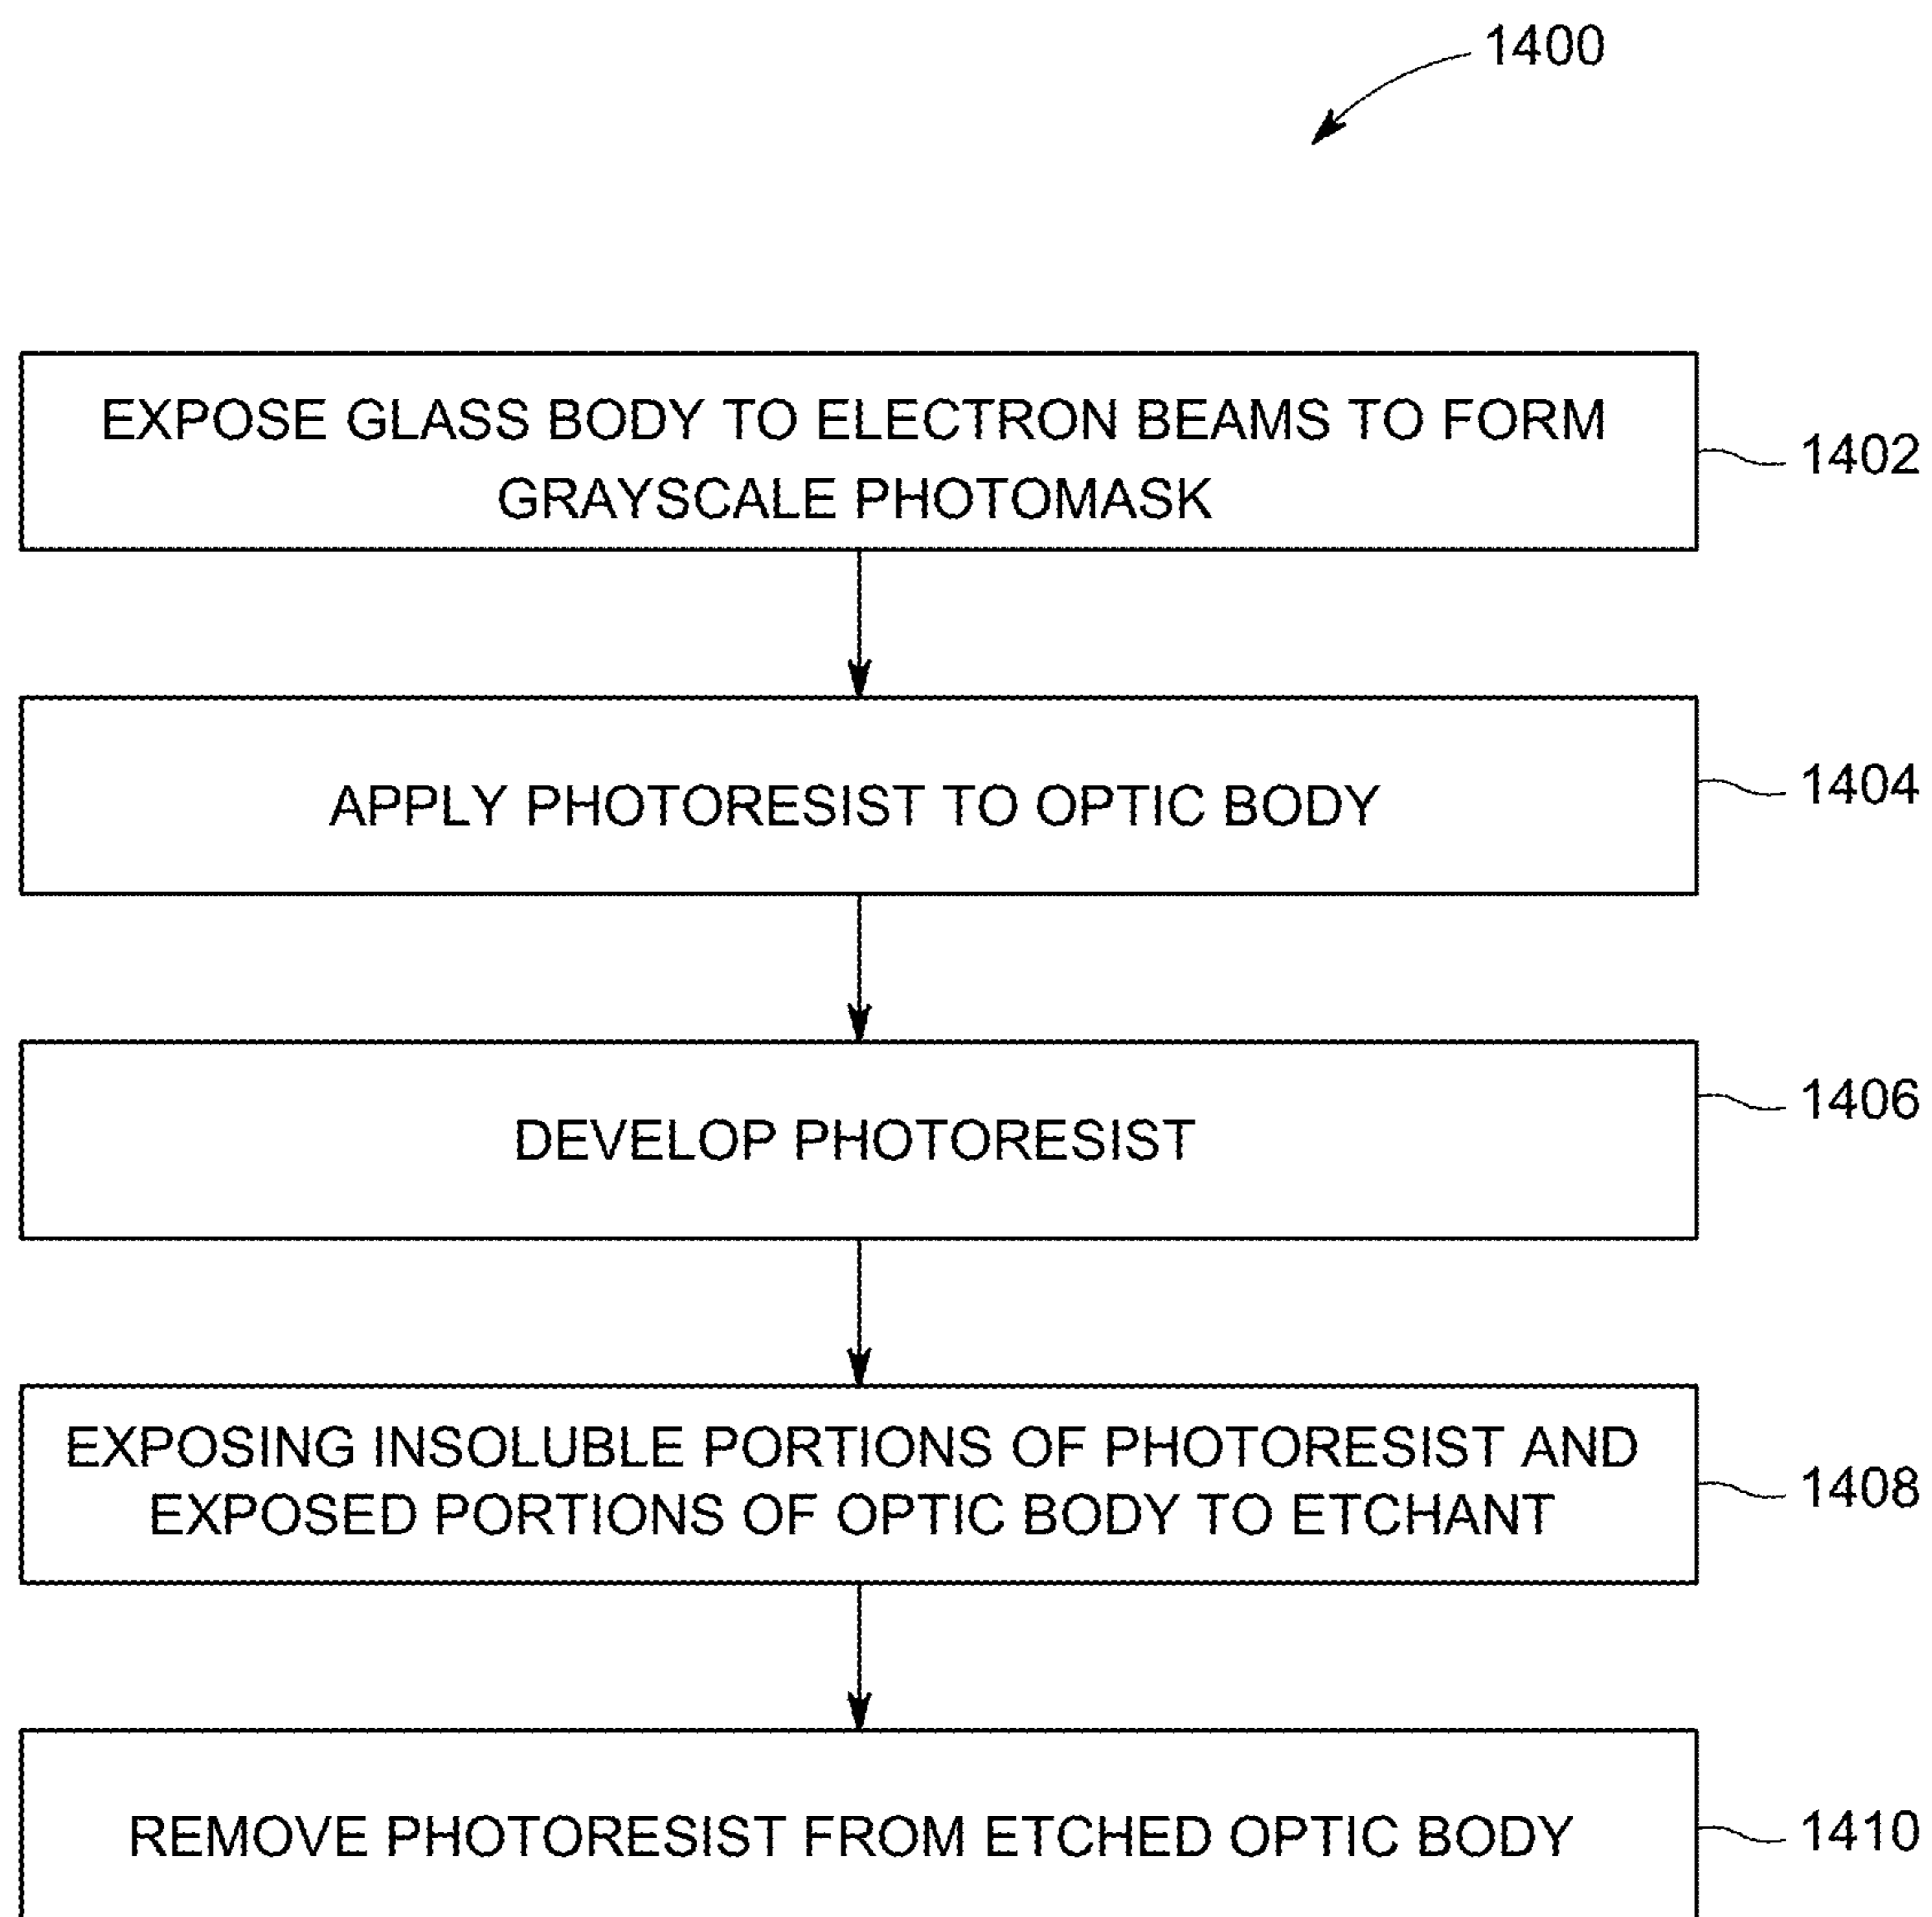 1400
EXPOSE GLASS BODY TO ELECTRON BEAMS TO FORM
GRAYSCALE PHOTOMASK
1402
APPLY PHOTORESIST TO OPTIC BODY
1404
DEVELOP PHOTORESIST
1406
EXPOSING INSOLUBLE PORTIONS OF PHOTORESIST AND
EXPOSED PORTIONS OF OPTIC BODY TO ETCHANT
1408
REMOVE PHOTORESIST FROM ETCHED OPTIC BODY
1410